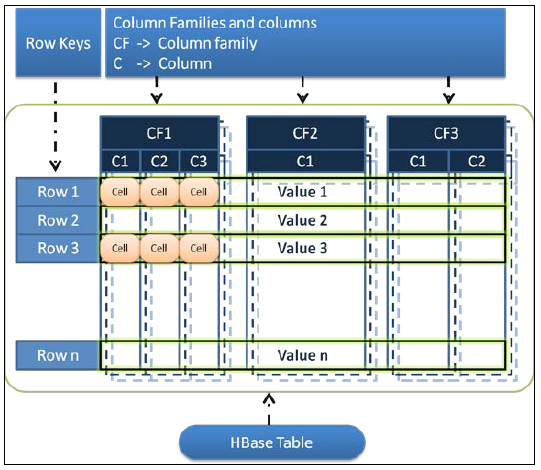 Row Keys
Column Families and columns
CF -> Column family
C -> Column
CF1 CF2 CF3
C1 C2 C3 C1 C1 C2
Row 1 Cell Cell Cell Value 1
Row 2 Value 2
Row 3 Cell Cell Cell Value 3
Row n Value n
HBase Table